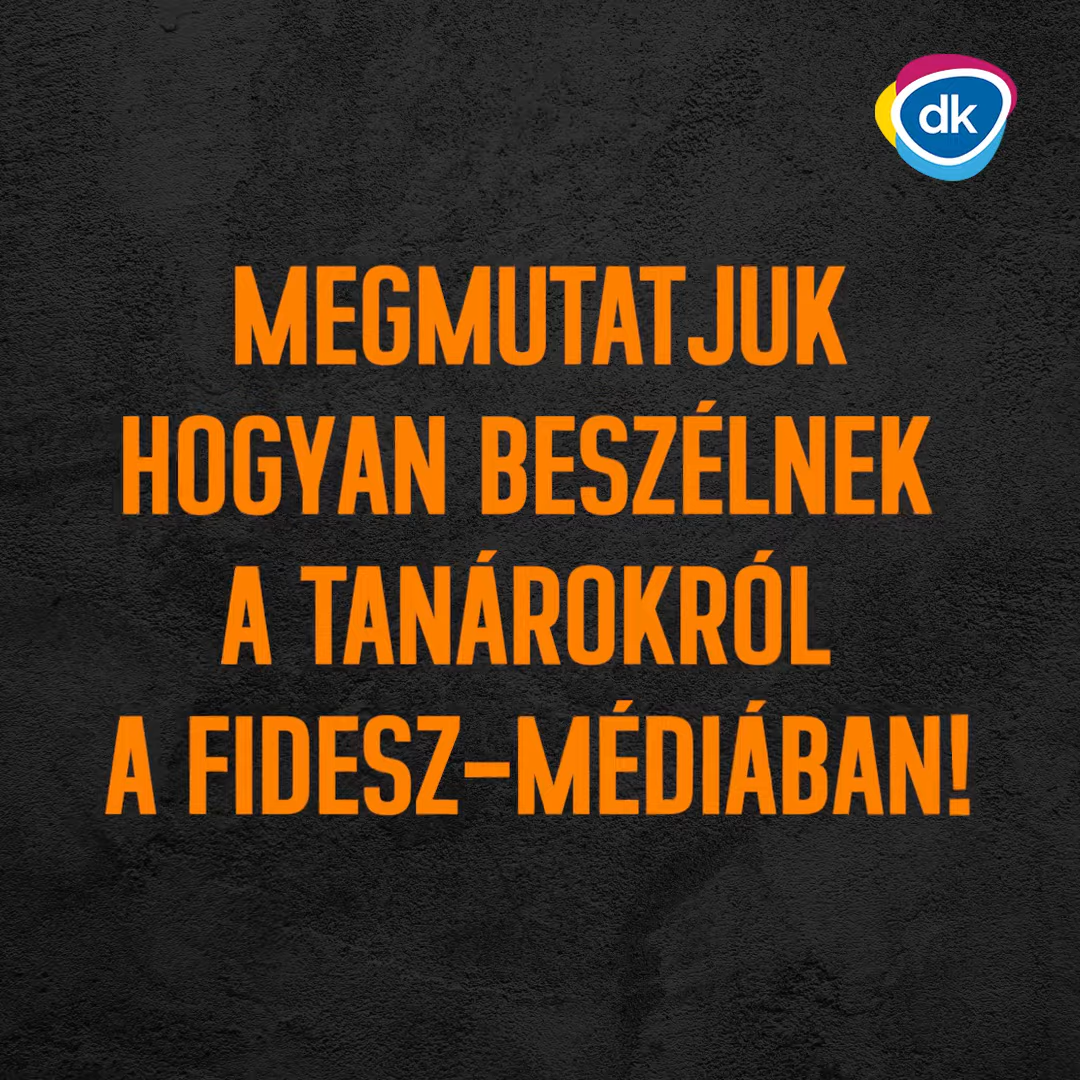 dk
MEGMUTATJUK
HOGYAN BESZÉLNEK
A TANÁROKRÓL
A FIDESZ-MÉDIÁBAN!